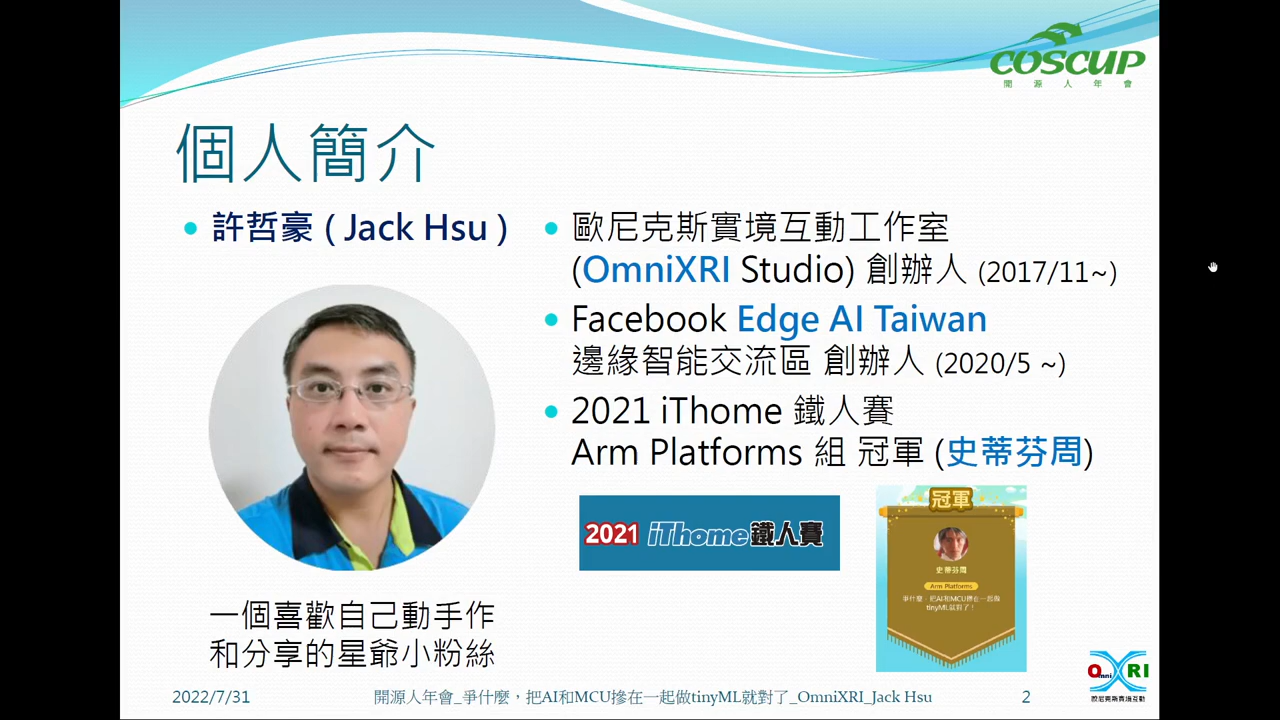 COSCUP
開源人年會
個人簡介
許哲豪 ( Jack Hsu )
一個喜歡自己動手作
和分享的星爺小粉絲
歐尼克斯實境互動工作室
(OmniXRI Studio) 創辦人 (2017/11~)
Facebook Edge AI Taiwan
邊緣智能交流區 創辦人 (2020/5 ~)
2021 iThome 鐵人賽
Arm Platforms 組 冠軍 (史蒂芬周)
2021 iThome鐵人賽
冠軍
史蒂芬周
Arm Platforms
爭什麼，把AI和MCU摻在一起做
tinyML就對了！
OmniXRI
歐尼克斯實境互動
2022/7/31
開源人年會_爭什麼，把AI和MCU摻在一起做tinyML就對了_OmniXRI_Jack Hsu
2